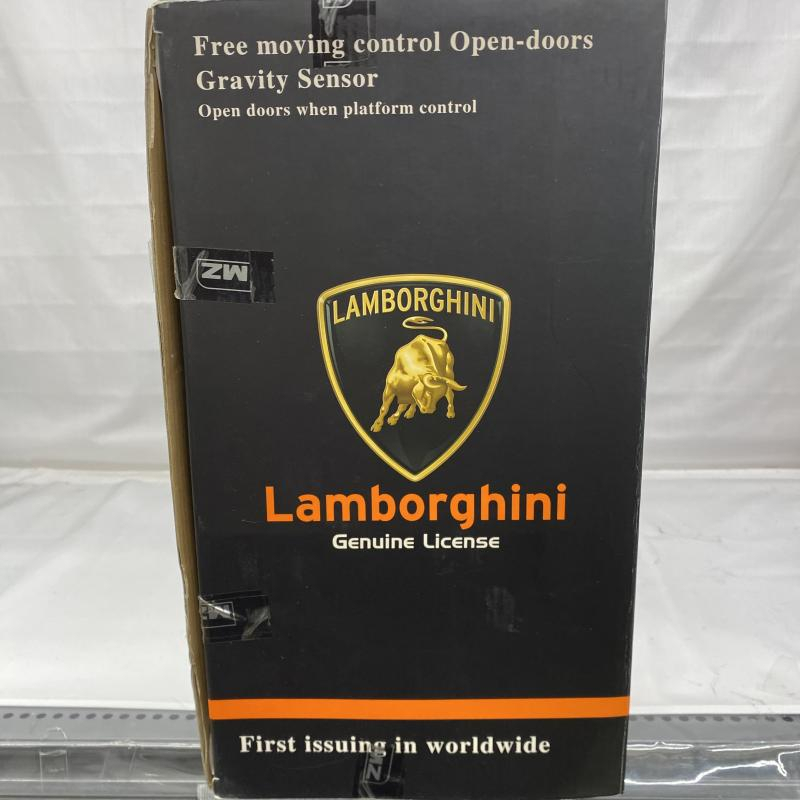 Free moving control Open-doors
Gravity Sensor
Open doors when platform control
MZ
LAMBORGHINI
Lamborghini
Genuine License
MZ
First issuing in worldwide
MZ